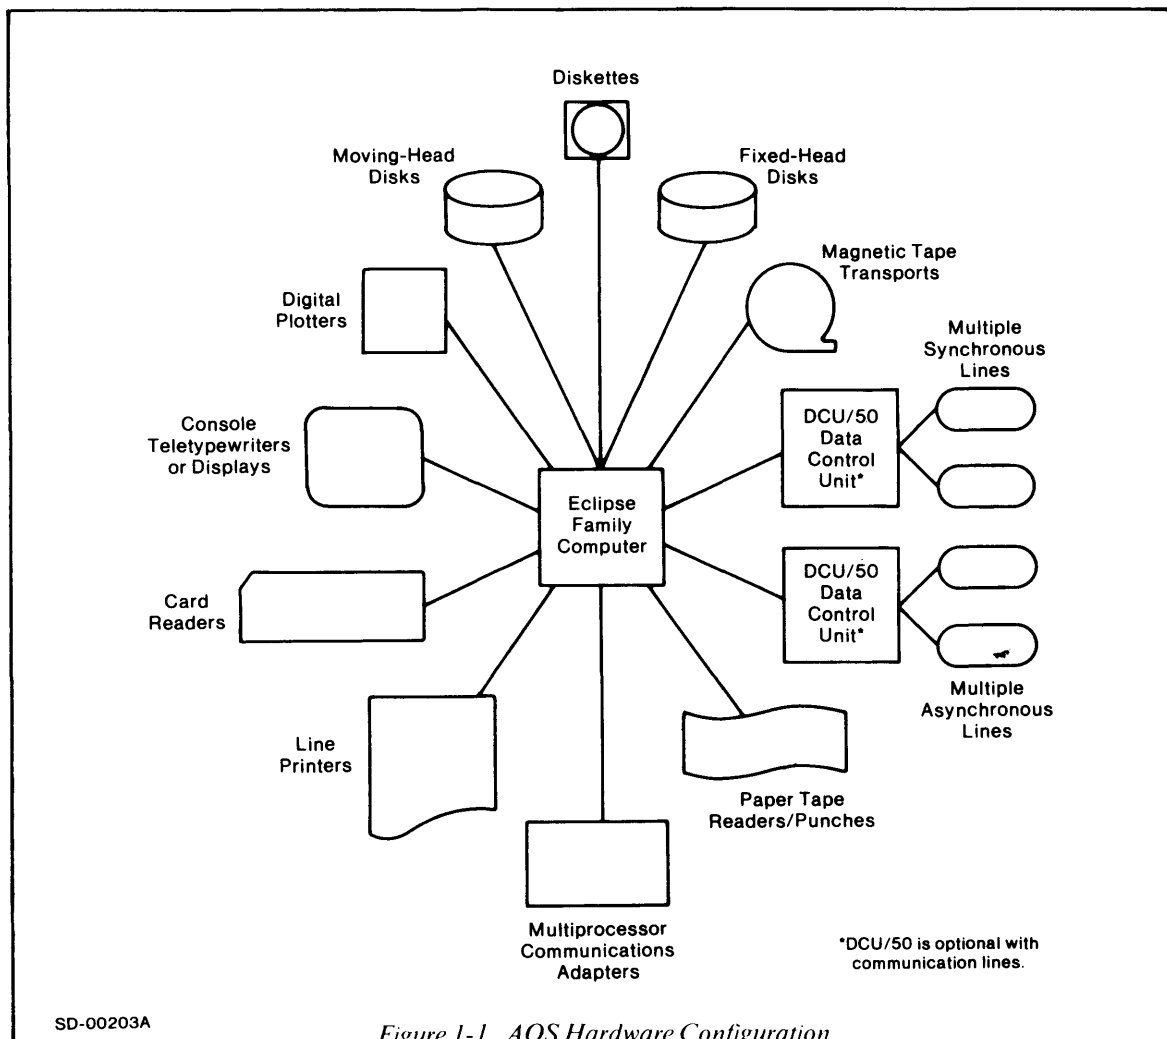 Diskettes
Moving-Head
Disks
Fixed-Head
Disks
Magnetic Tape
Transports
Digital
Plotters
Multiple
Synchronous
Lines
Console
Teletypewriters
or Displays
DCU/50
Data
Control
Unit*
Eclipse
Family
Computer
DCU/50
Data
Control
Unit*
Card
Readers
Multiple
Asynchronous
Lines
Line
Printers
Paper Tape
Readers/Punches
Multiprocessor
Communications
Adapters
*DCU/50 is optional with
communication lines.
SD-00203A
Figure 1-1. AOS Hardware Configuration